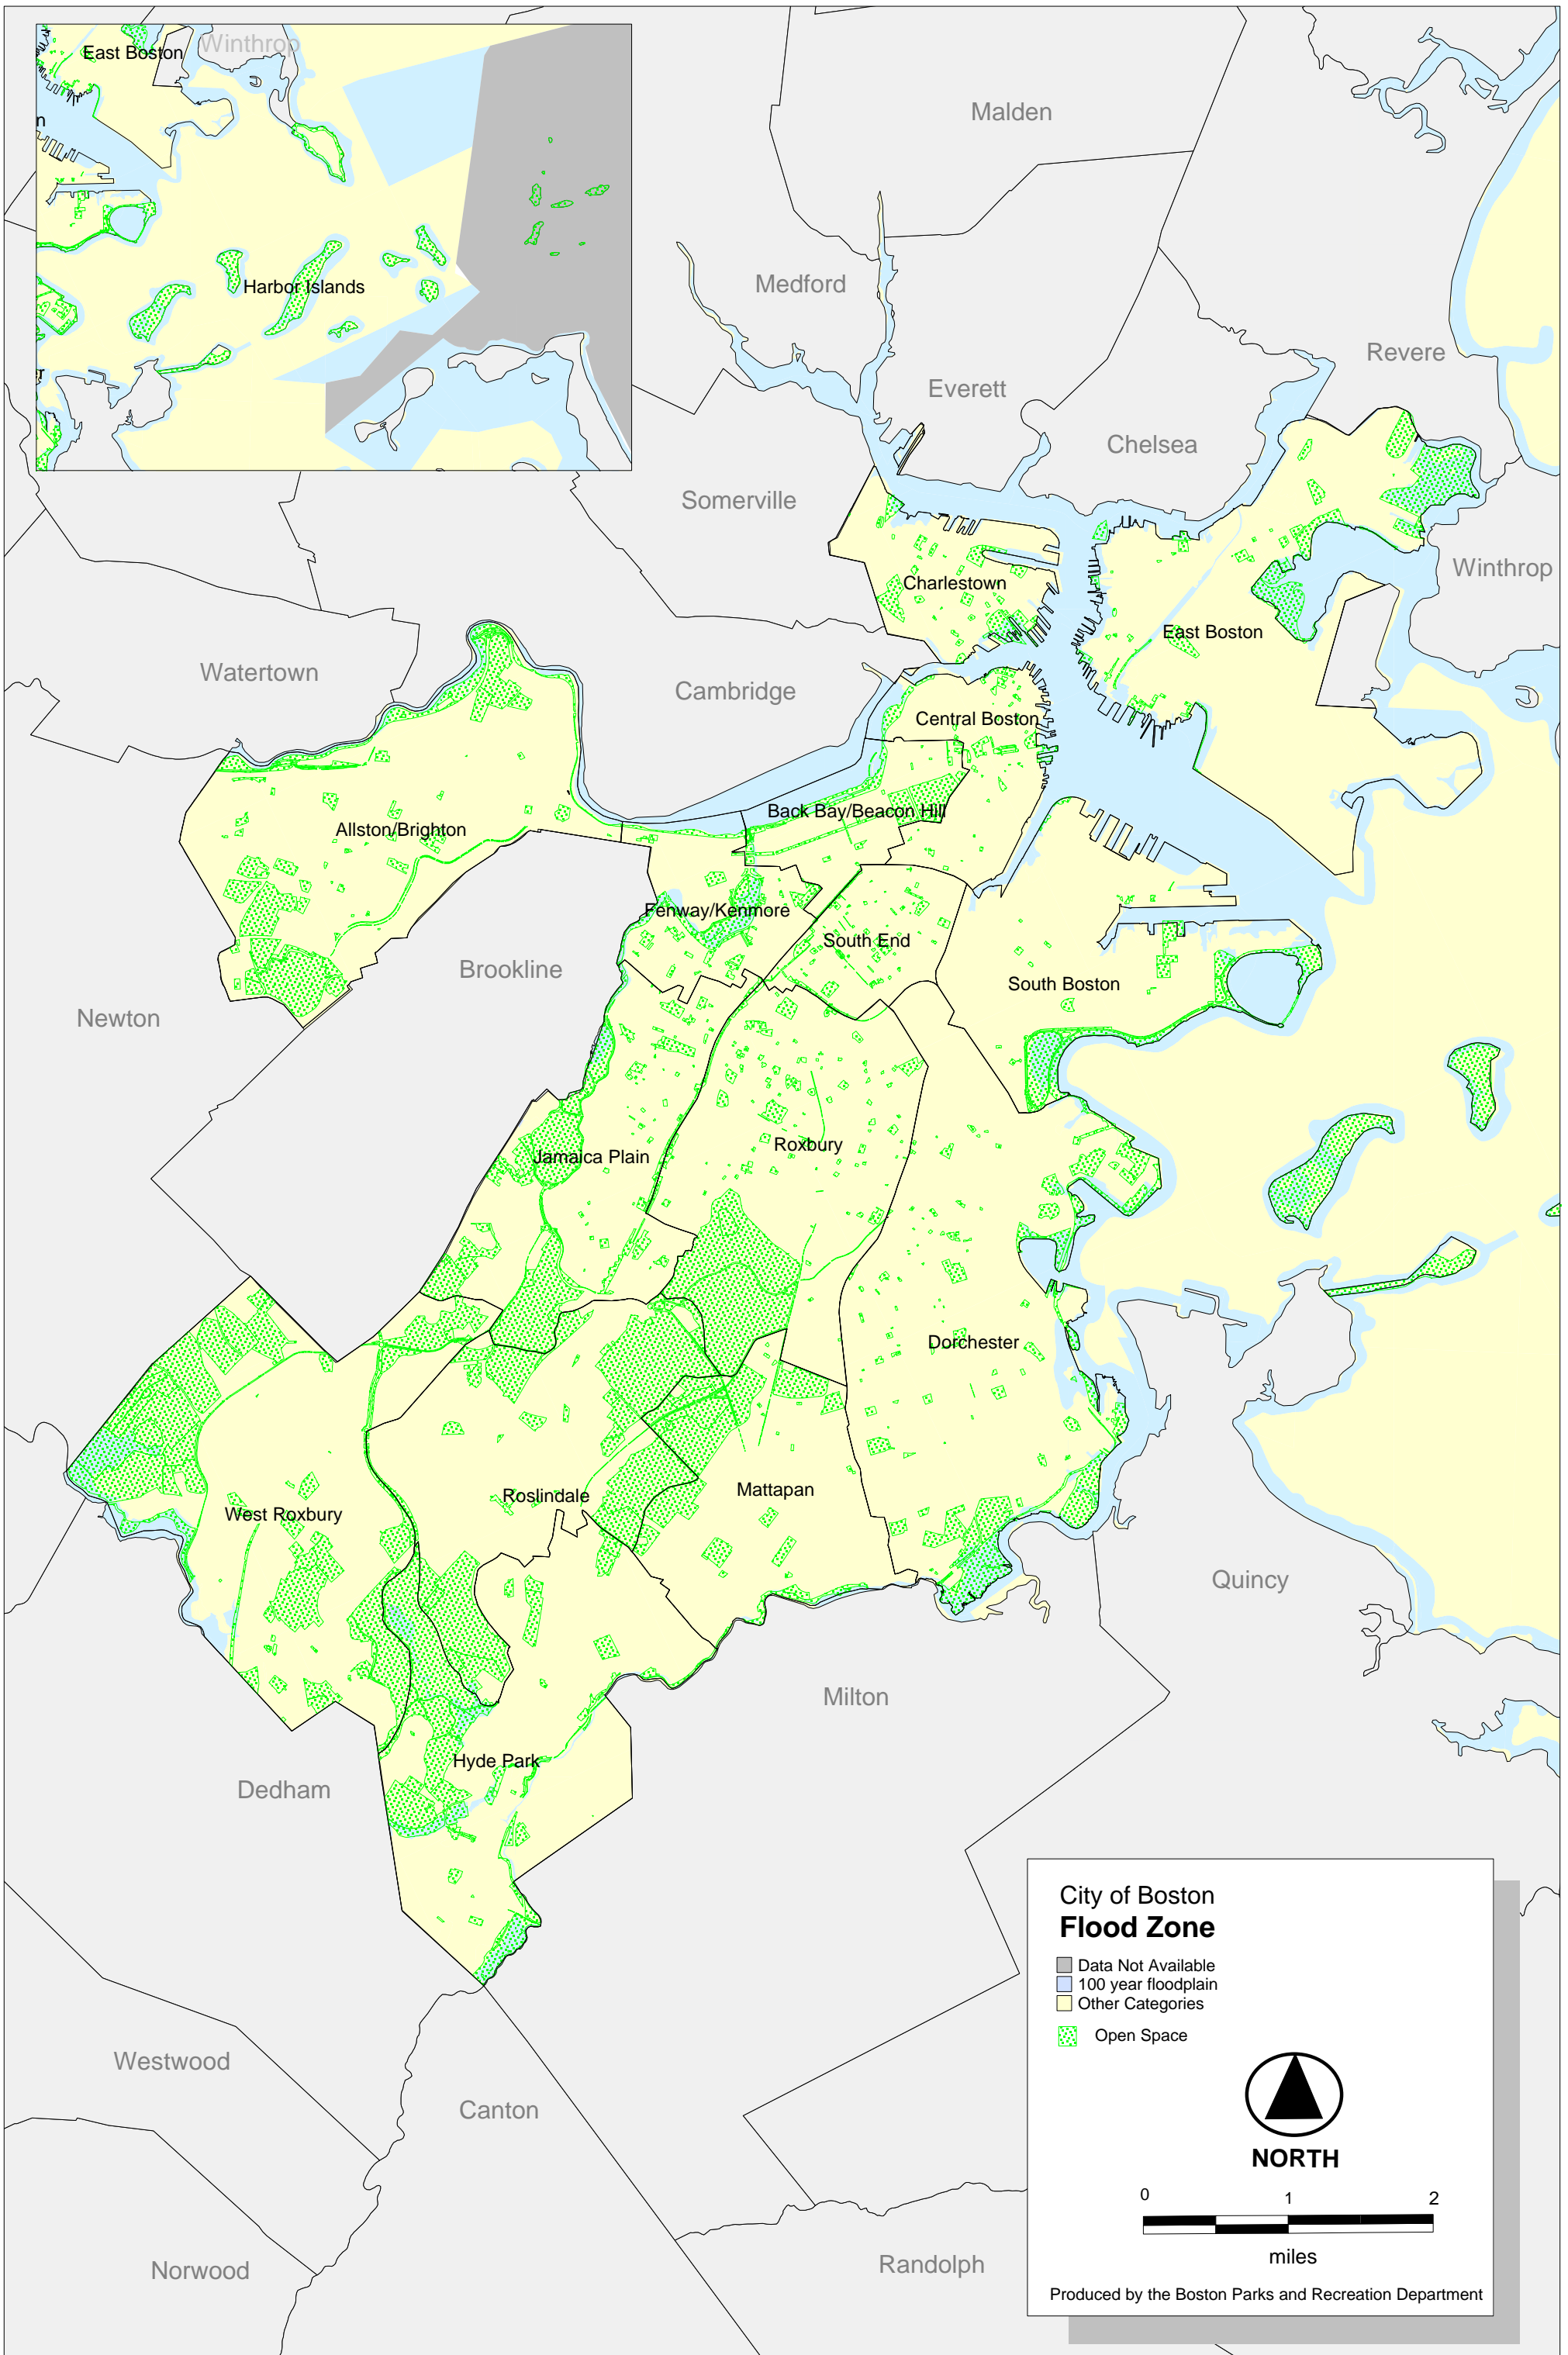 East Boston
Winthrop
n
Harbor Islands
r
Malden
Medford
Revere
Everett
Chelsea
Somerville
Winthrop
Charlestown
East Boston
Watertown
Cambridge
Central Boston
Back Bay/Beacon Hill
Allston/Brighton
Fenway/Kenmore
South End
Brookline
South Boston
Newton
Roxbury
Jamaica Plain
Dorchester
Mattapan
Roslindale
West Roxbury
Quincy
Milton
Hyde Park
Dedham
City of Boston
Flood Zone
Data Not Available
100 year floodplain
Other Categories
Open Space
Westwood
Canton
NORTH
0 1 2
miles
Norwood
Randolph
Produced by the Boston Parks and Recreation Department